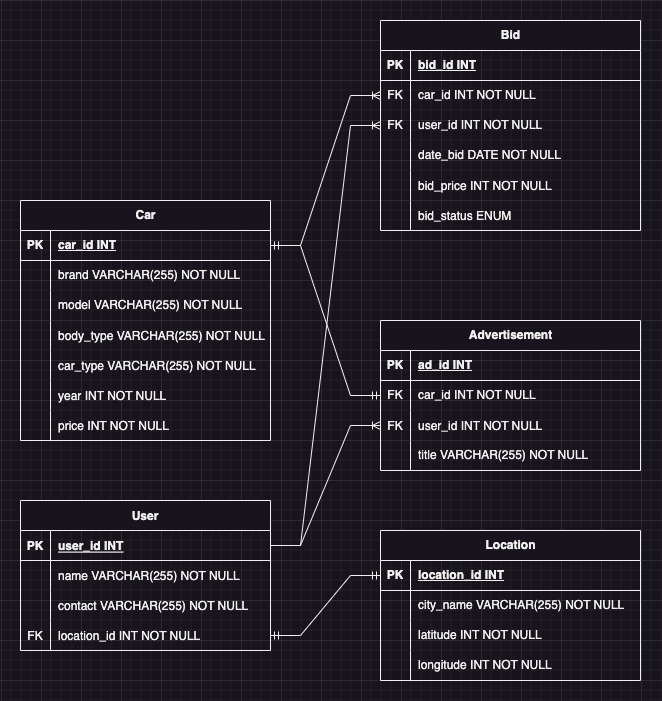 Bid
PK bid_id INT
FK car_id INT NOT NULL
FK user_id INT NOT NULL
date_bid DATE NOT NULL
bid_price INT NOT NULL
bid_status ENUM
Car
PK car_id INT
brand VARCHAR(255) NOT NULL
model VARCHAR(255) NOT NULL
body_type VARCHAR(255) NOT NULL
car_type VARCHAR(255) NOT NULL
year INT NOT NULL
price INT NOT NULL
Advertisement
PK ad_id INT
FK car_id INT NOT NULL
FK user_id INT NOT NULL
title VARCHAR(255) NOT NULL
User
PK user_id INT
name VARCHAR(255) NOT NULL
contact VARCHAR(255) NOT NULL
FK location_id INT NOT NULL
Location
PK location_id INT
city_name VARCHAR(255) NOT NULL
latitude INT NOT NULL
longitude INT NOT NULL